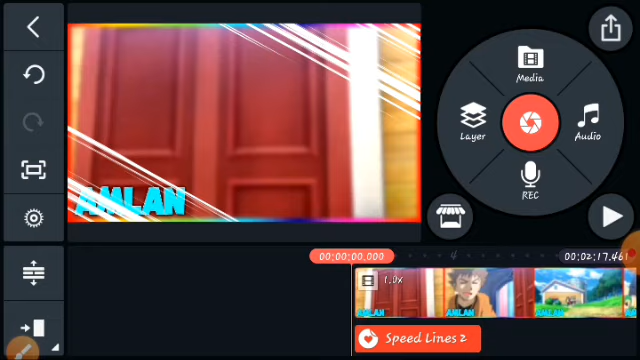 Media
Layer
Audio
REC
AMLAN
00:00:00.000
4
00:02:17.461
1.0x
AMLAN
AMLAN
AMLAN
Speed Lines 2